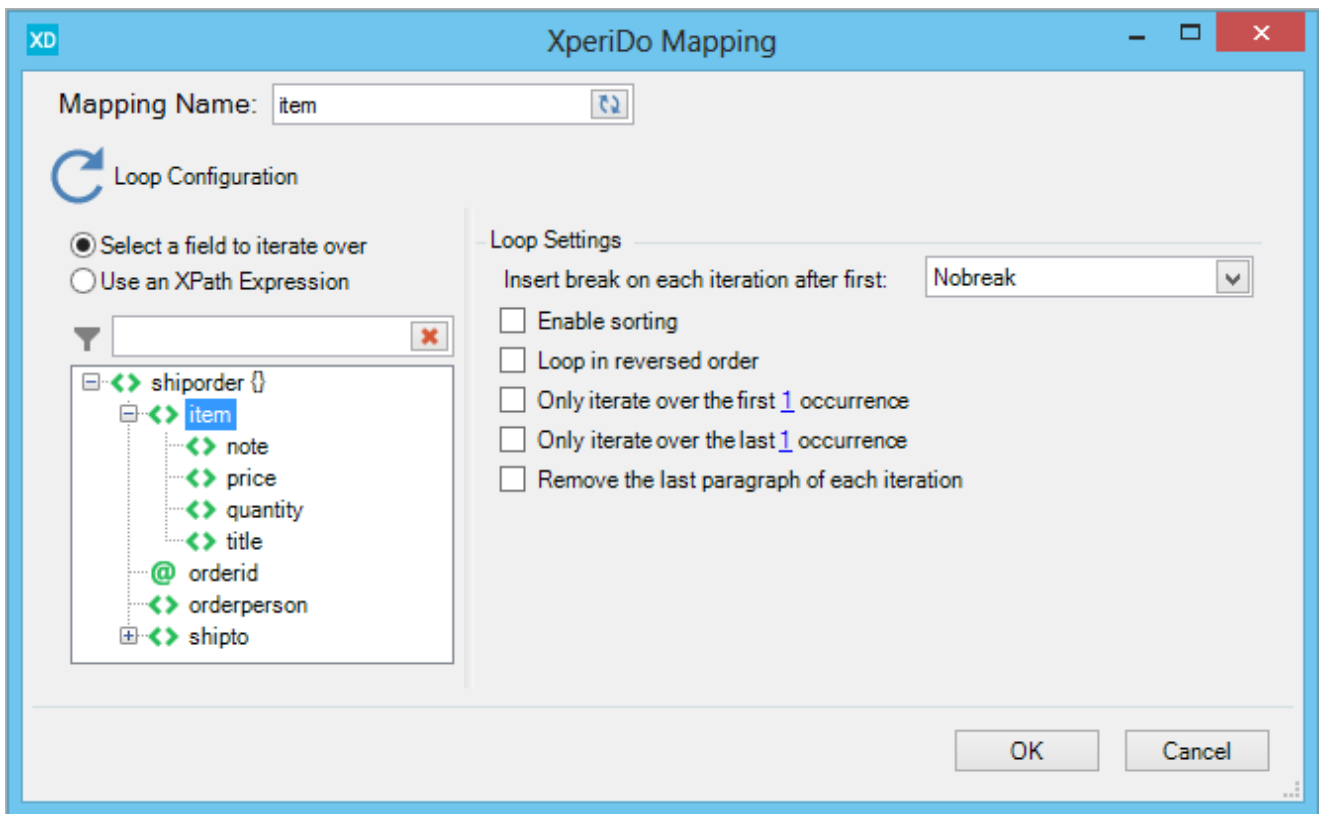 XD XperiDo Mapping
Mapping Name: item
Loop Configuration
Select a field to iterate over
Use an XPath Expression
shiporder {}
item
note
price
quantity
title
@ orderid
orderperson
shipto
Loop Settings
Insert break on each iteration after first: Nobreak
Enable sorting
Loop in reversed order
Only iterate over the first 1 occurrence
Only iterate over the last 1 occurrence
Remove the last paragraph of each iteration
OK Cancel